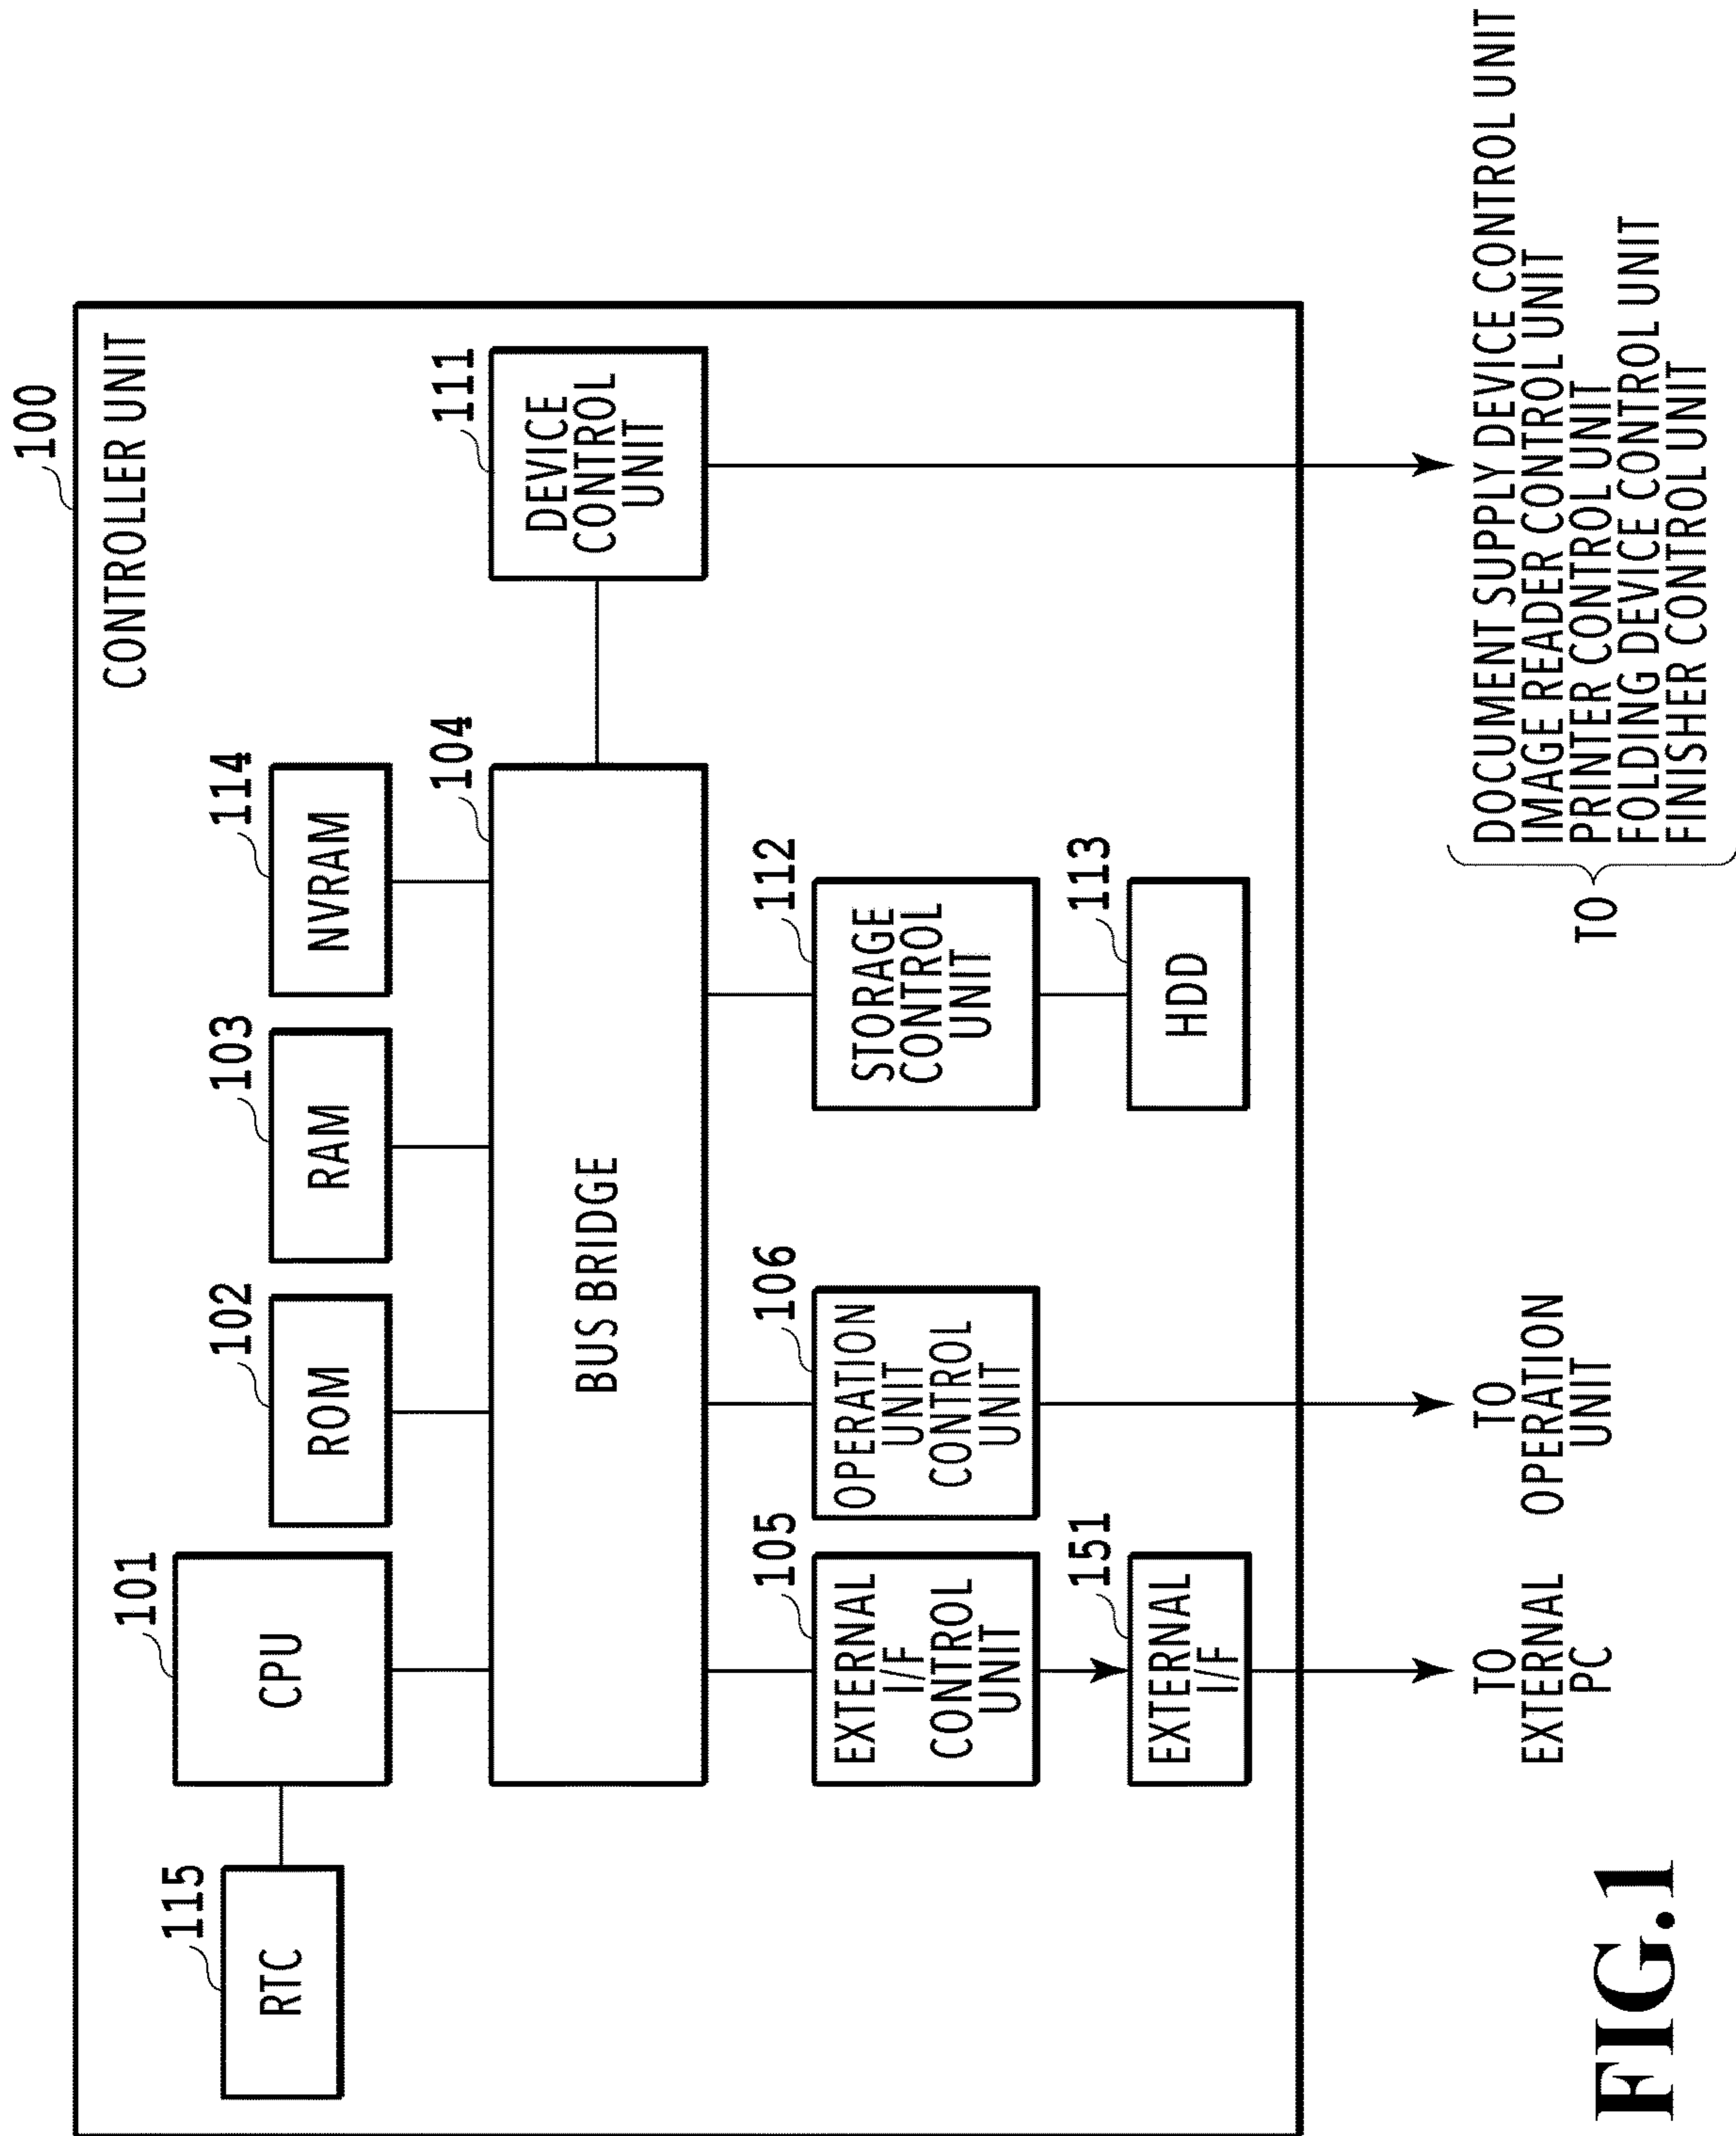 100
CONTROLLER UNIT
115
RTC
101
CPU
102
ROM
103
RAM
114
NVRAM
104
BUS BRIDGE
111
DEVICE
CONTROL
UNIT
105
EXTERNAL
I/F
CONTROL
UNIT
106
OPERATION
UNIT
CONTROL
UNIT
112
STORAGE
CONTROL
UNIT
151
EXTERNAL
I/F
113
HDD
TO
EXTERNAL
PC
TO
OPERATION
UNIT
TO
DOCUMENT SUPPLY DEVICE CONTROL UNIT
IMAGE READER CONTROL UNIT
PRINTER CONTROL UNIT
FOLDING DEVICE CONTROL UNIT
FINISHER CONTROL UNIT
FIG.1